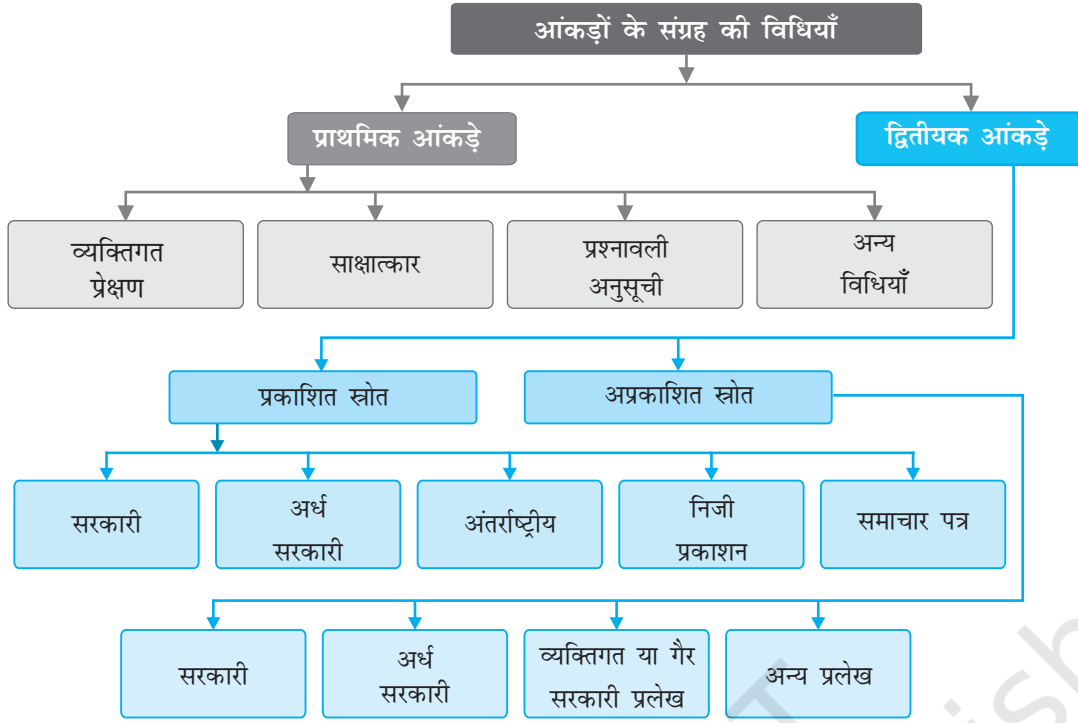 आंकड़ों के संग्रह की विधियाँ
प्राथमिक आंकड़े
द्वितीयक आंकड़े
व्यक्तिगत
प्रेक्षण
साक्षात्कार
प्रश्नावली
अनुसूची
अन्य
विधियाँ
प्रकाशित स्रोत
अप्रकाशित स्रोत
सरकारी
अर्ध
सरकारी
अंतर्राष्ट्रीय
निजी
प्रकाशन
समाचार पत्र
सरकारी
अर्ध
सरकारी
व्यक्तिगत या गैर
सरकारी प्रलेख
अन्य प्रलेख